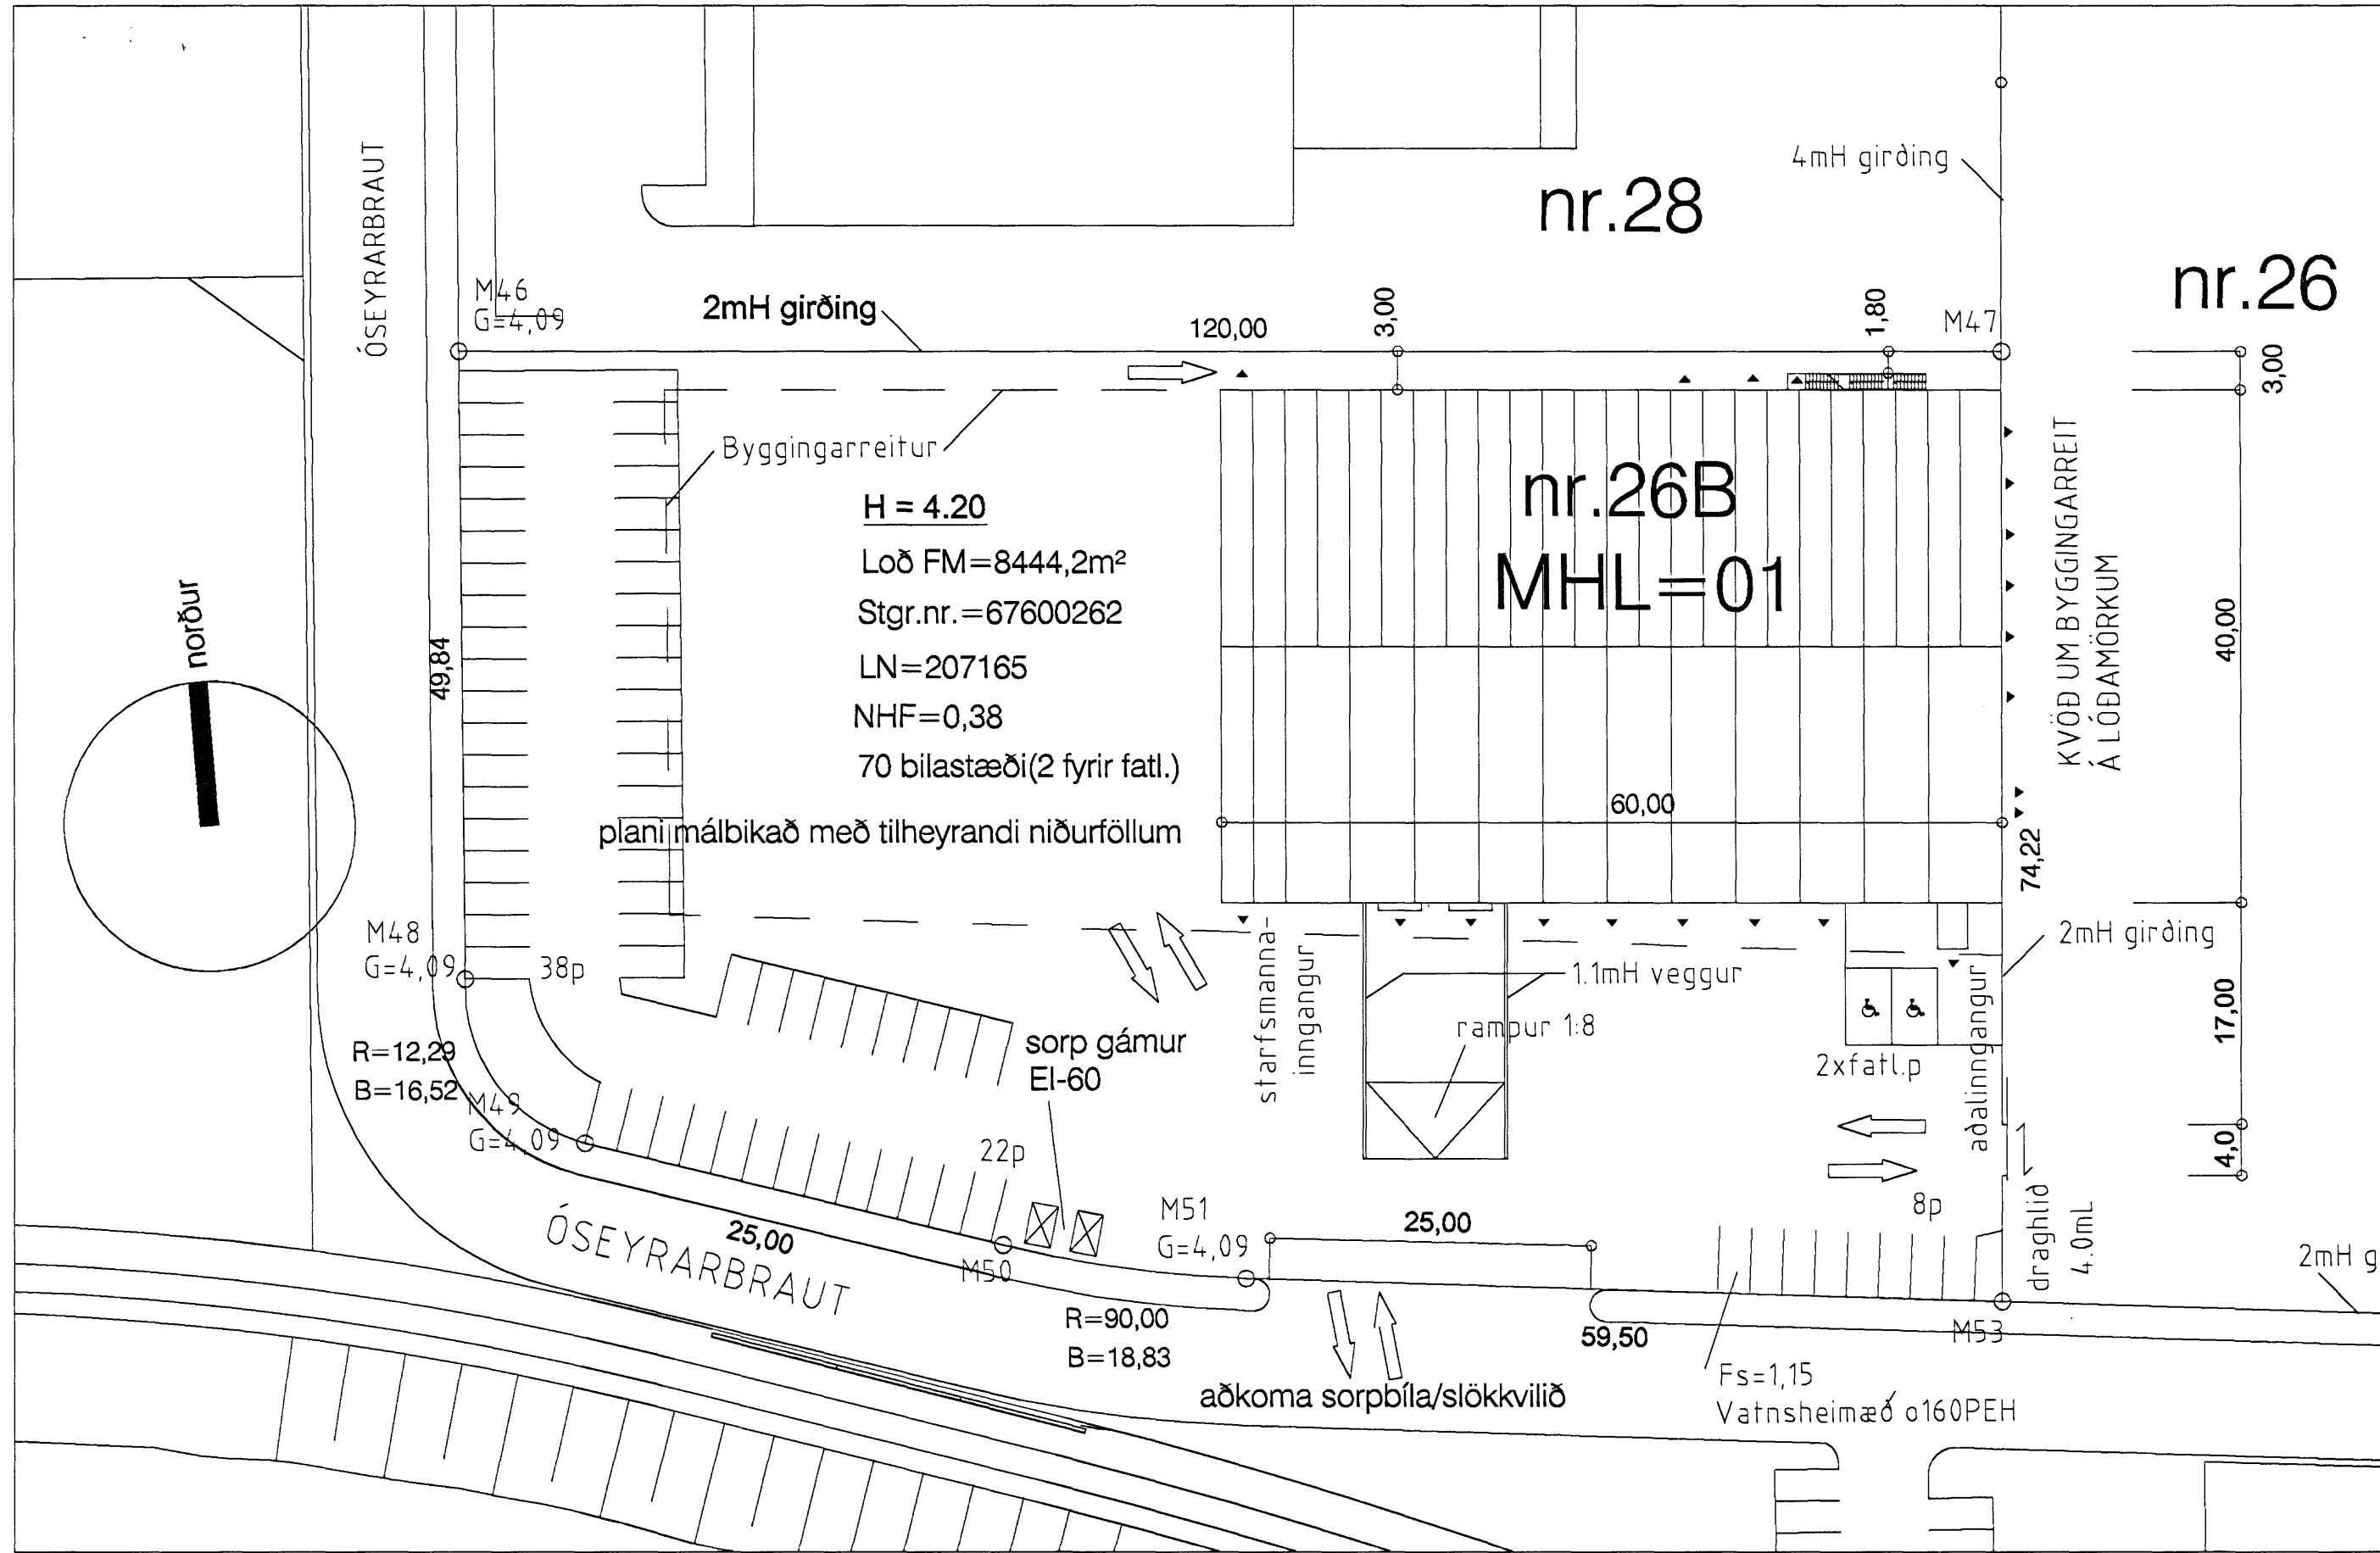 ÓSEYRARBRAUT
4mH girðing
nr.28
nr.26
M46
G=4,09
2mH girðing
120,00
3,00
1,80
M47
3,00
Byggingarreitur
nr.26B
MHL=01
H = 4.20
Loð FM=8444,2m²
Stgr.nr.=67600262
LN=207165
NHF=0,38
70 bilastæði(2 fyrir fatl.)
plani málbikað með tilheyrandi niðurföllum
norður
49,84
60,00
74,22
KVÖÐ UM BYGGINGARREIT
Á LÓÐAMÖRKUM
40,00
M48
G=4,09
38p
starfsmanna-
inngangur
1.1mH veggur
rampur 1:8
2mH girðing
17,00
2xfatl.p
aðalinngangur
sorp gámur
EI-60
R=12,29
B=16,52
M49
G=4,09
22p
4,0
draghlið
4.0mL
8p
M51
G=4,09
25,00
ÓSEYRARBRAUT
25,00
M50
R=90,00
B=18,83
59,50
M53
2mH g
aðkoma sorpbíla/slökkvilið
Fs=1,15
Vatnsheimæð o160PEH